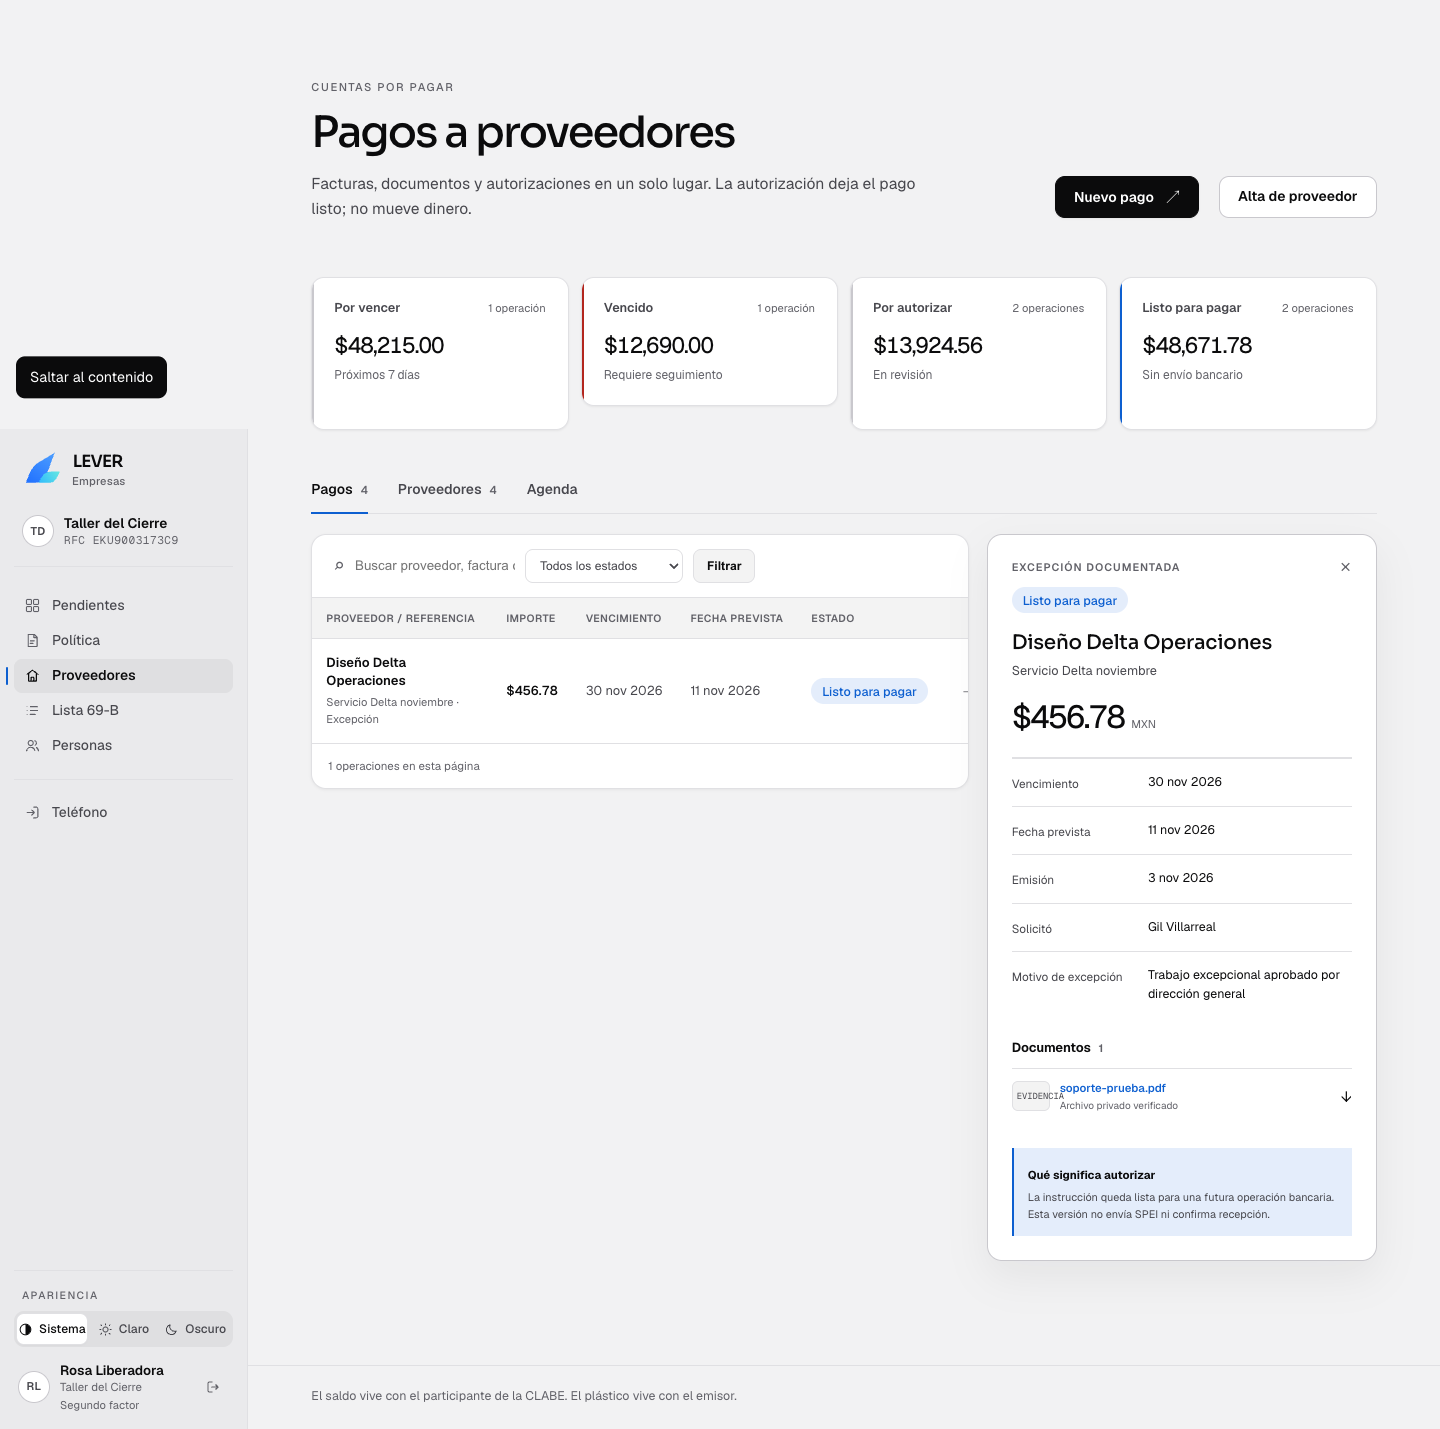 Saltar al contenido
LEVER
Empresas
TD
Taller del Cierre
RFC EKU9003173C9
Pendientes
Política
Proveedores
Lista 69-B
Personas
Teléfono
APARIENCIA
Sistema
Claro
Oscuro
RL
Rosa Liberadora
Taller del Cierre
Segundo factor
CUENTAS POR PAGAR
Pagos a proveedores
Facturas, documentos y autorizaciones en un solo lugar. La autorización deja el pago
listo; no mueve dinero.
Nuevo pago
Alta de proveedor
Por vencer 1 operación
$48,215.00
Próximos 7 días
Vencido 1 operación
$12,690.00
Requiere seguimiento
Por autorizar 2 operaciones
$13,924.56
En revisión
Listo para pagar 2 operaciones
$48,671.78
Sin envío bancario
Pagos 4 Proveedores 4 Agenda
Buscar proveedor, factura
Todos los estados
Filtrar
PROVEEDOR / REFERENCIA IMPORTE VENCIMIENTO FECHA PREVISTA ESTADO
Diseño Delta
Operaciones
Servicio Delta noviembre ·
Excepción
$456.78 30 nov 2026 11 nov 2026 Listo para pagar
1 operaciones en esta página
EXCEPCIÓN DOCUMENTADA
Listo para pagar
Diseño Delta Operaciones
Servicio Delta noviembre
$456.78 MXN
Vencimiento 30 nov 2026
Fecha prevista 11 nov 2026
Emisión 3 nov 2026
Solicitó Gil Villarreal
Motivo de excepción Trabajo excepcional aprobado por
dirección general
Documentos 1
EVIDENCIA
soporte-prueba.pdf
Archivo privado verificado
Qué significa autorizar
La instrucción queda lista para una futura operación bancaria.
Esta versión no envía SPEI ni confirma recepción.
El saldo vive con el participante de la CLABE. El plástico vive con el emisor.